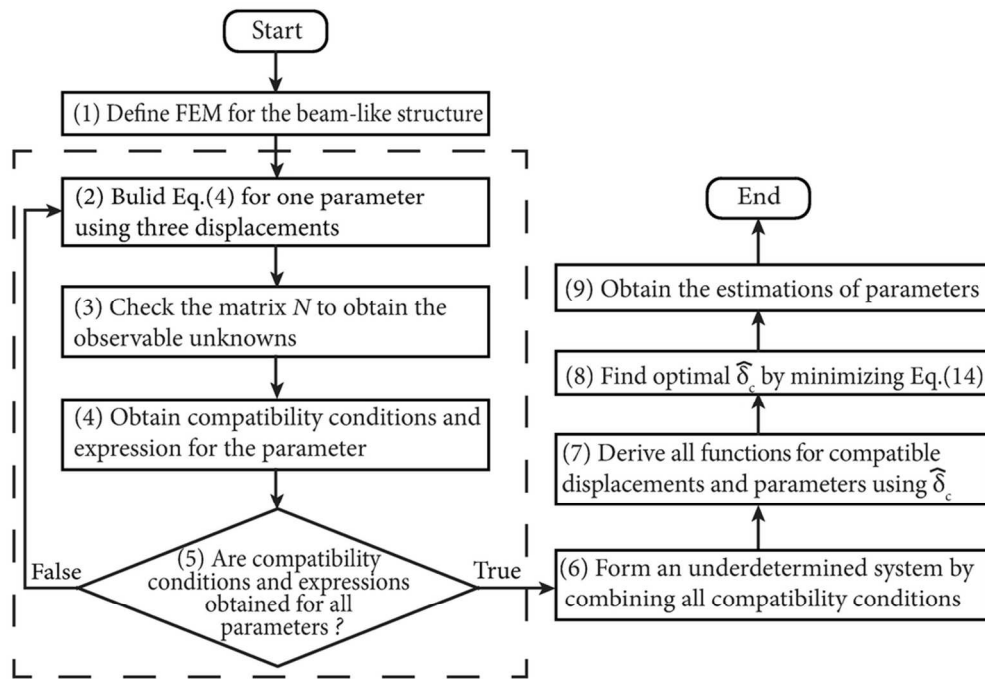 Start
(1) Define FEM for the beam-like structure
(2) Bulid Eq.(4) for one parameter
using three displacements
(3) Check the matrix N to obtain the
observable unknowns
(4) Obtain compatibility conditions and
expression for the parameter
(5) Are compatibility
conditions and expressions
obtained for all
parameters ?
False
True
(6) Form an underdetermined system by
combining all compatibility conditions
(7) Derive all functions for compatible
displacements and parameters using δ̂c
(8) Find optimal δ̂c by minimizing Eq.(14)
(9) Obtain the estimations of parameters
End